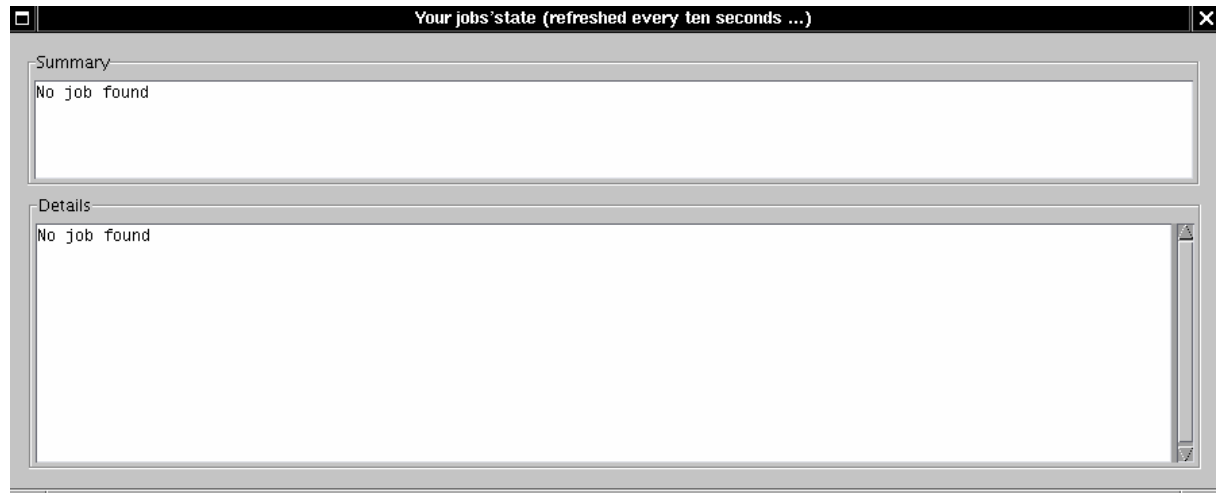 Your jobs'state (refreshed every ten seconds ...)
Summary
No job found
Details
No job found